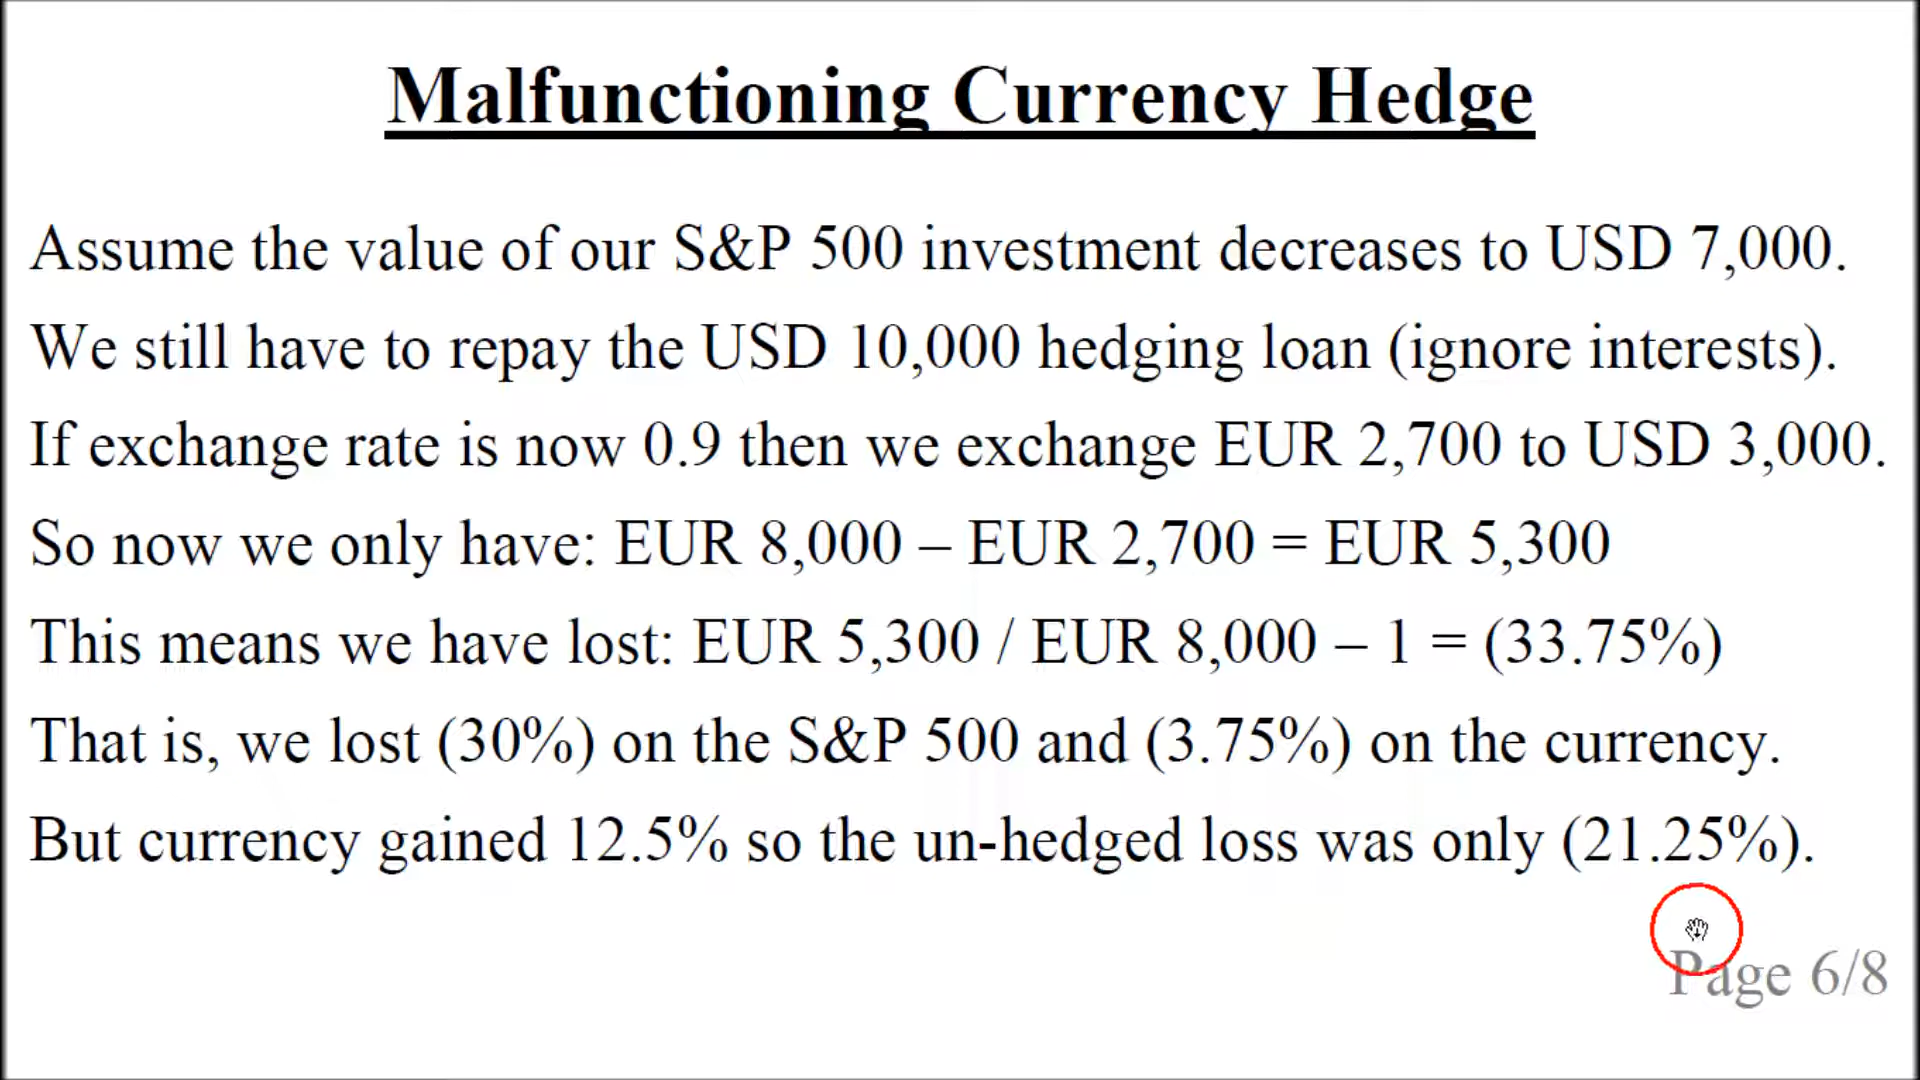 Malfunctioning Currency Hedge
Assume the value of our S&P 500 investment decreases to USD 7,000.
We still have to repay the USD 10,000 hedging loan (ignore interests).
If exchange rate is now 0.9 then we exchange EUR 2,700 to USD 3,000.
So now we only have: EUR 8,000 – EUR 2,700 = EUR 5,300
This means we have lost: EUR 5,300 / EUR 8,000 – 1 = (33.75%)
That is, we lost (30%) on the S&P 500 and (3.75%) on the currency.
But currency gained 12.5% so the un-hedged loss was only (21.25%).
Page 6/8